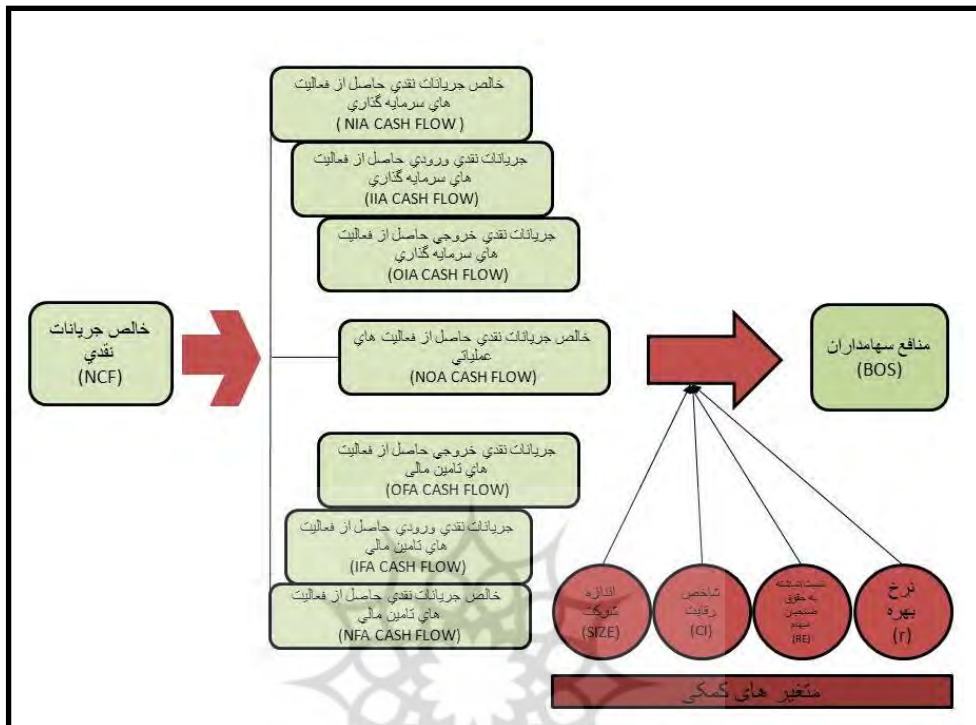 خالص جريانات نقدي حاصل از فعاليت
هاي سرمايه گذاري
( NIA CASH FLOW )
جريانات نقدي ورودي حاصل از فعاليت
هاي سرمايه گذاري
(IIA CASH FLOW)
جريانات نقدي خروجي حاصل از فعاليت
هاي سرمايه گذاري
(OIA CASH FLOW)
خالص جريانات
نقدي
(NCF)
خالص جريانات نقدي حاصل از فعاليت هاي
عملياتي
(NOA CASH FLOW)
منافع سهامداران
(BOS)
جريانات نقدي خروجي حاصل از فعاليت
هاي تامين مالي
(OFA CASH FLOW)
جريانات نقدي ورودي حاصل از فعاليت
هاي تامين مالي
(IFA CASH FLOW)
خالص جريانات نقدي حاصل از فعاليت
هاي تامين مالي
(NFA CASH FLOW)
اندازه
شركت
(SIZE)
شاخص
رقابت
(CI)
به حقوق
صاحبان
سهام
(RE)
نرخ
بهره
(r)
متغير هاي كمكي